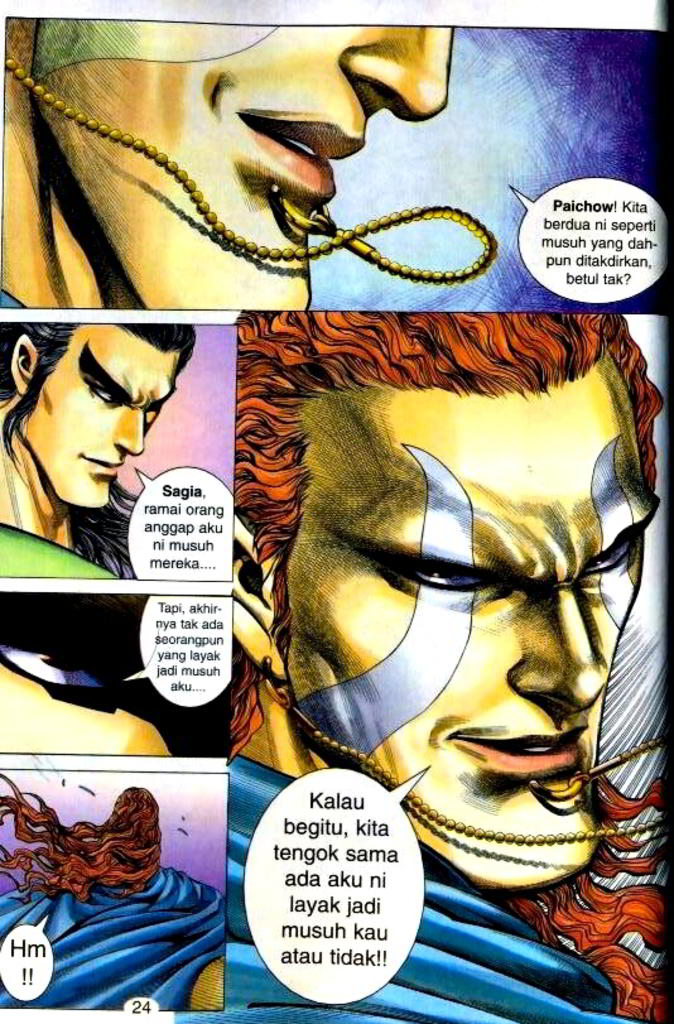 Paichow! Kita
berdua ni seperti
musuh yang dah-
pun ditakdirkan,
betul tak?
Sagia,
ramai orang
anggap aku
ni musuh
mereka....
Tapi, akhir-
nya tak ada
seorangpun
yang layak
jadi musuh
aku....
Kalau
begitu, kita
tengok sama
ada aku ni
layak jadi
musuh kau
atau tidak!!
Hm
!!
24